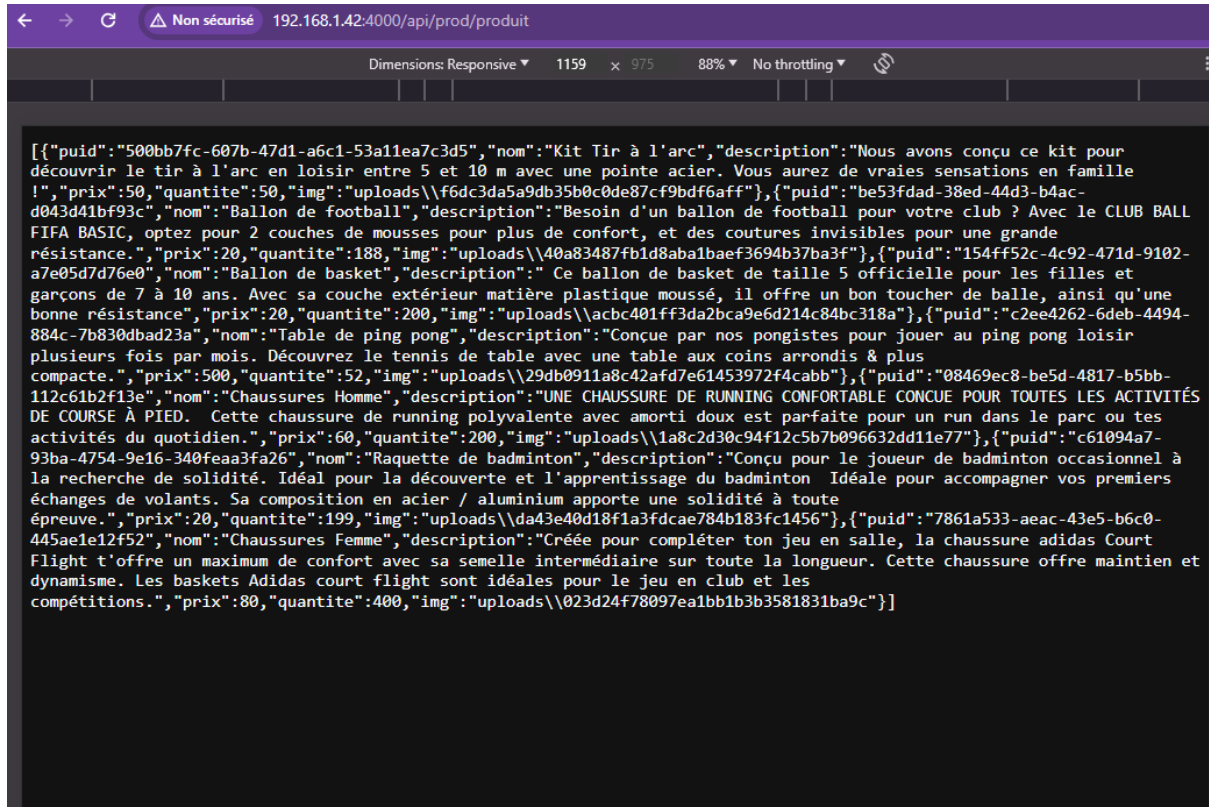 Non sécurisé 192.168.1.42:4000/api/prod/produit
Dimensions: Responsive 1159 x 975 88% No throttling
[{"puid":"500bb7fc-607b-47d1-a6c1-53a11ea7c3d5","nom":"Kit Tir à l'arc","description":"Nous avons conçu ce kit pour
découvrir le tir à l'arc en loisir entre 5 et 10 m avec une pointe acier. Vous aurez de vraies sensations en famille
!","prix":50,"quantite":50,"img":"uploads\\f6dc3da5a9db35b0c0de87cf9bdf6aff"},{"puid":"be53fdad-38ed-44d3-b4ac-
d043d41bf93c","nom":"Ballon de football","description":"Besoin d'un ballon de football pour votre club ? Avec le CLUB BALL
FIFA BASIC, optez pour 2 couches de mousses pour plus de confort, et des coutures invisibles pour une grande
résistance.","prix":20,"quantite":188,"img":"uploads\\40a83487fb1d8aba1baef3694b37ba3f"},{"puid":"154ff52c-4c92-471d-9102-
a7e05d7d76e0","nom":"Ballon de basket","description":" Ce ballon de basket de taille 5 officielle pour les filles et
garçons de 7 à 10 ans. Avec sa couche extérieur matière plastique moussé, il offre un bon toucher de balle, ainsi qu'une
bonne résistance","prix":20,"quantite":200,"img":"uploads\\acbc401ff3da2bca9e6d214c84bc318a"},{"puid":"c2ee4262-6deb-4494-
884c-7b830dbad23a","nom":"Table de ping pong","description":"Conçue par nos pongistes pour jouer au ping pong loisir
plusieurs fois par mois. Découvrez le tennis de table avec une table aux coins arrondis & plus
compacte.","prix":500,"quantite":52,"img":"uploads\\29db0911a8c42afd7e61453972f4cabb"},{"puid":"08469ec8-be5d-4817-b5bb-
112c61b2f13e","nom":"Chaussures Homme","description":"UNE CHAUSSURE DE RUNNING CONFORTABLE CONCUE POUR TOUTES LES ACTIVITÉS
DE COURSE À PIED.  Cette chaussure de running polyvalente avec amorti doux est parfaite pour un run dans le parc ou tes
activités du quotidien.","prix":60,"quantite":200,"img":"uploads\\1a8c2d30c94f12c5b7b096632dd11e77"},{"puid":"c61094a7-
93ba-4754-9e16-340feaa3fa26","nom":"Raquette de badminton","description":"Conçu pour le joueur de badminton occasionnel à
la recherche de solidité. Idéal pour la découverte et l'apprentissage du badminton  Idéale pour accompagner vos premiers
échanges de volants. Sa composition en acier / aluminium apporte une solidité à toute
épreuve.","prix":20,"quantite":199,"img":"uploads\\da43e40d18f1a3fdcae784b183fc1456"},{"puid":"7861a533-aeac-43e5-b6c0-
445ae1e12f52","nom":"Chaussures Femme","description":"Créée pour compléter ton jeu en salle, la chaussure adidas Court
Flight t'offre un maximum de confort avec sa semelle intermédiaire sur toute la longueur. Cette chaussure offre maintien et
dynamisme. Les baskets Adidas court flight sont idéales pour le jeu en club et les
compétitions.","prix":80,"quantite":400,"img":"uploads\\023d24f78097ea1bb1b3b3581831ba9c"}]